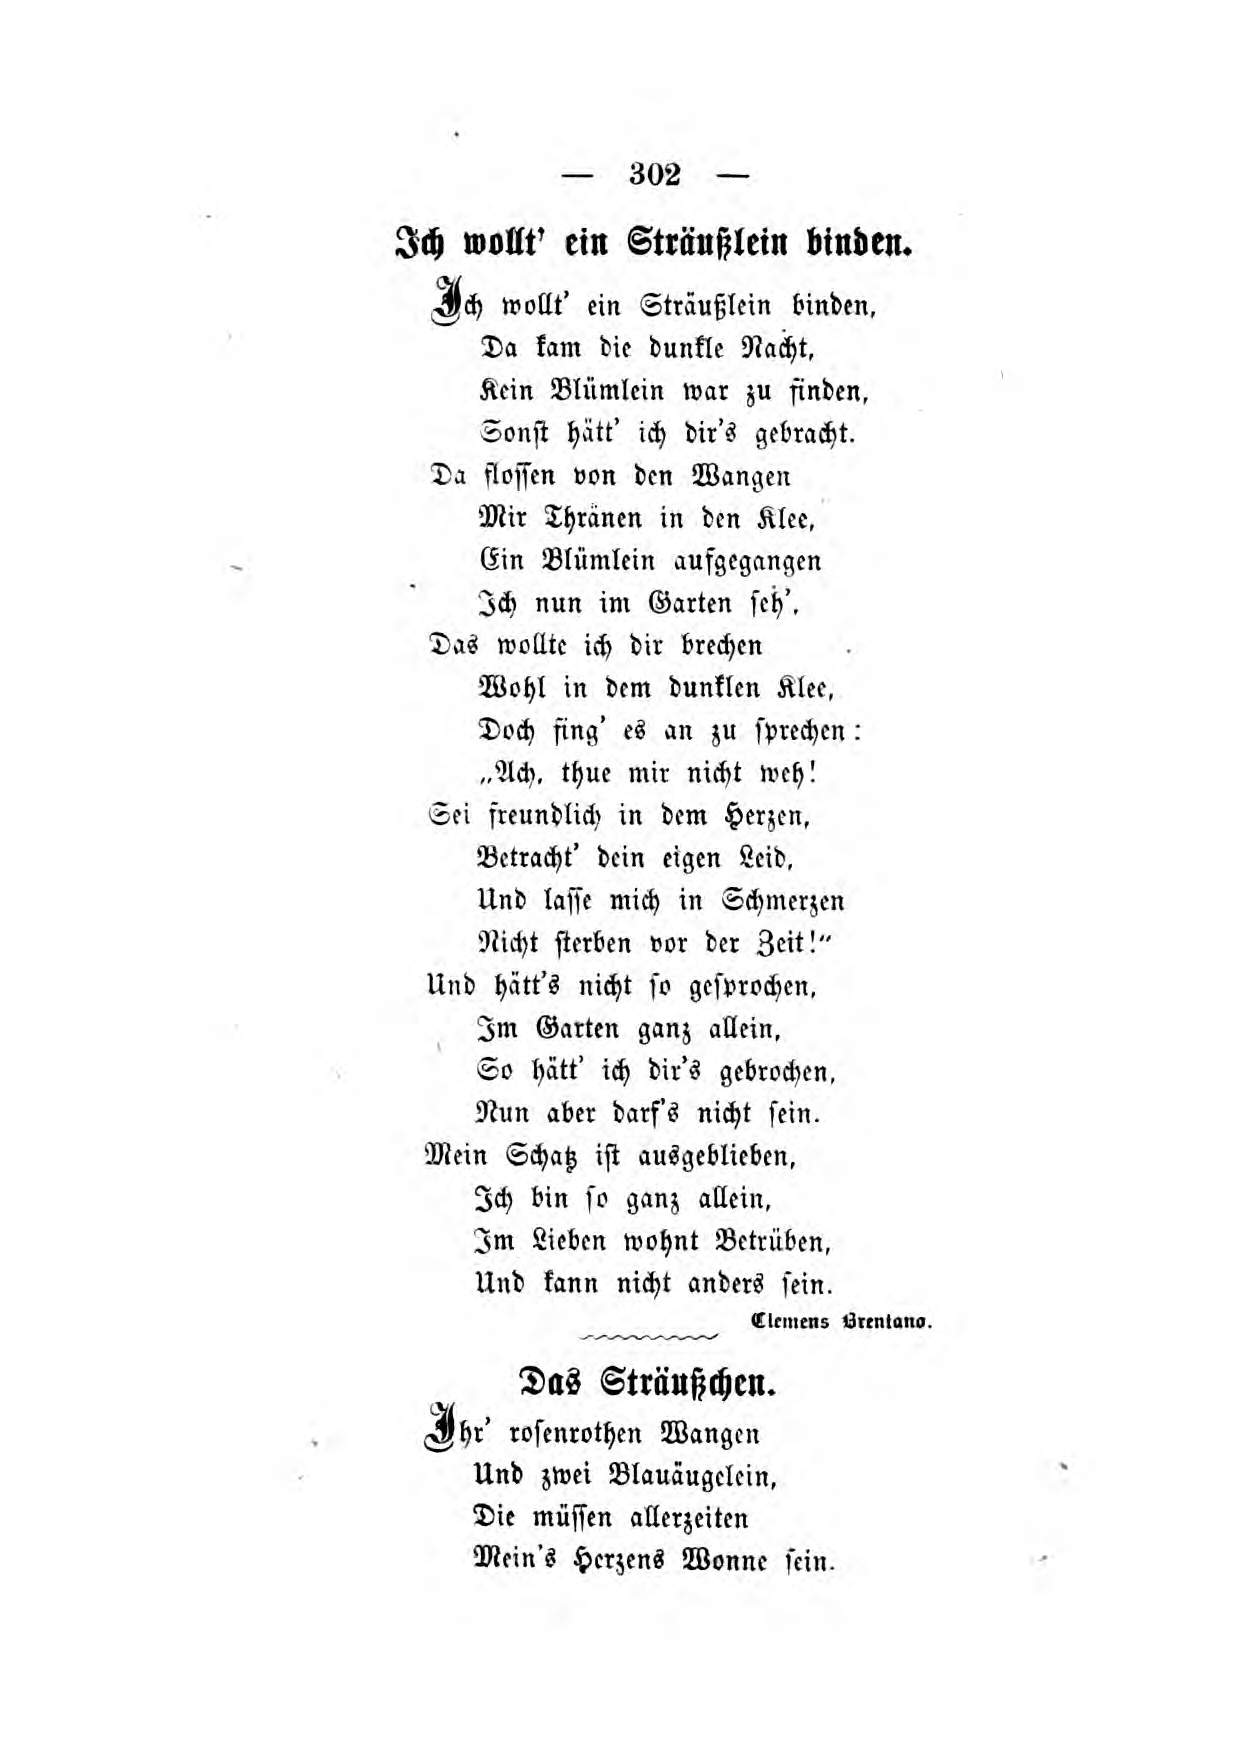 — 302 —
Ich wollt' ein Sträußlein binden.
Ich wollt' ein Sträußlein binden,
Da kam die dunkle Nacht,
Kein Blümlein war zu finden,
Sonst hätt' ich dir's gebracht.
Da flossen von den Wangen
Mir Thränen in den Klee,
Ein Blümlein aufgegangen
Ich nun im Garten seh'.
Das wollte ich dir brechen
Wohl in dem dunklen Klee,
Doch fing' es an zu sprechen:
„Ach, thue mir nicht weh!
Sei freundlich in dem Herzen,
Betracht' dein eigen Leid,
Und lasse mich in Schmerzen
Nicht sterben vor der Zeit!“
Und hätt's nicht so gesprochen,
Im Garten ganz allein,
So hätt' ich dir's gebrochen,
Nun aber darf's nicht sein.
Mein Schatz ist ausgeblieben,
Ich bin so ganz allein,
Im Lieben wohnt Betrüben,
Und kann nicht anders sein.
Clemens Brentano.
Das Sträußchen.
Ihr' rosenrothen Wangen
Und zwei Blauäugelein,
Die müssen allerzeiten
Mein's Herzens Wonne sein.